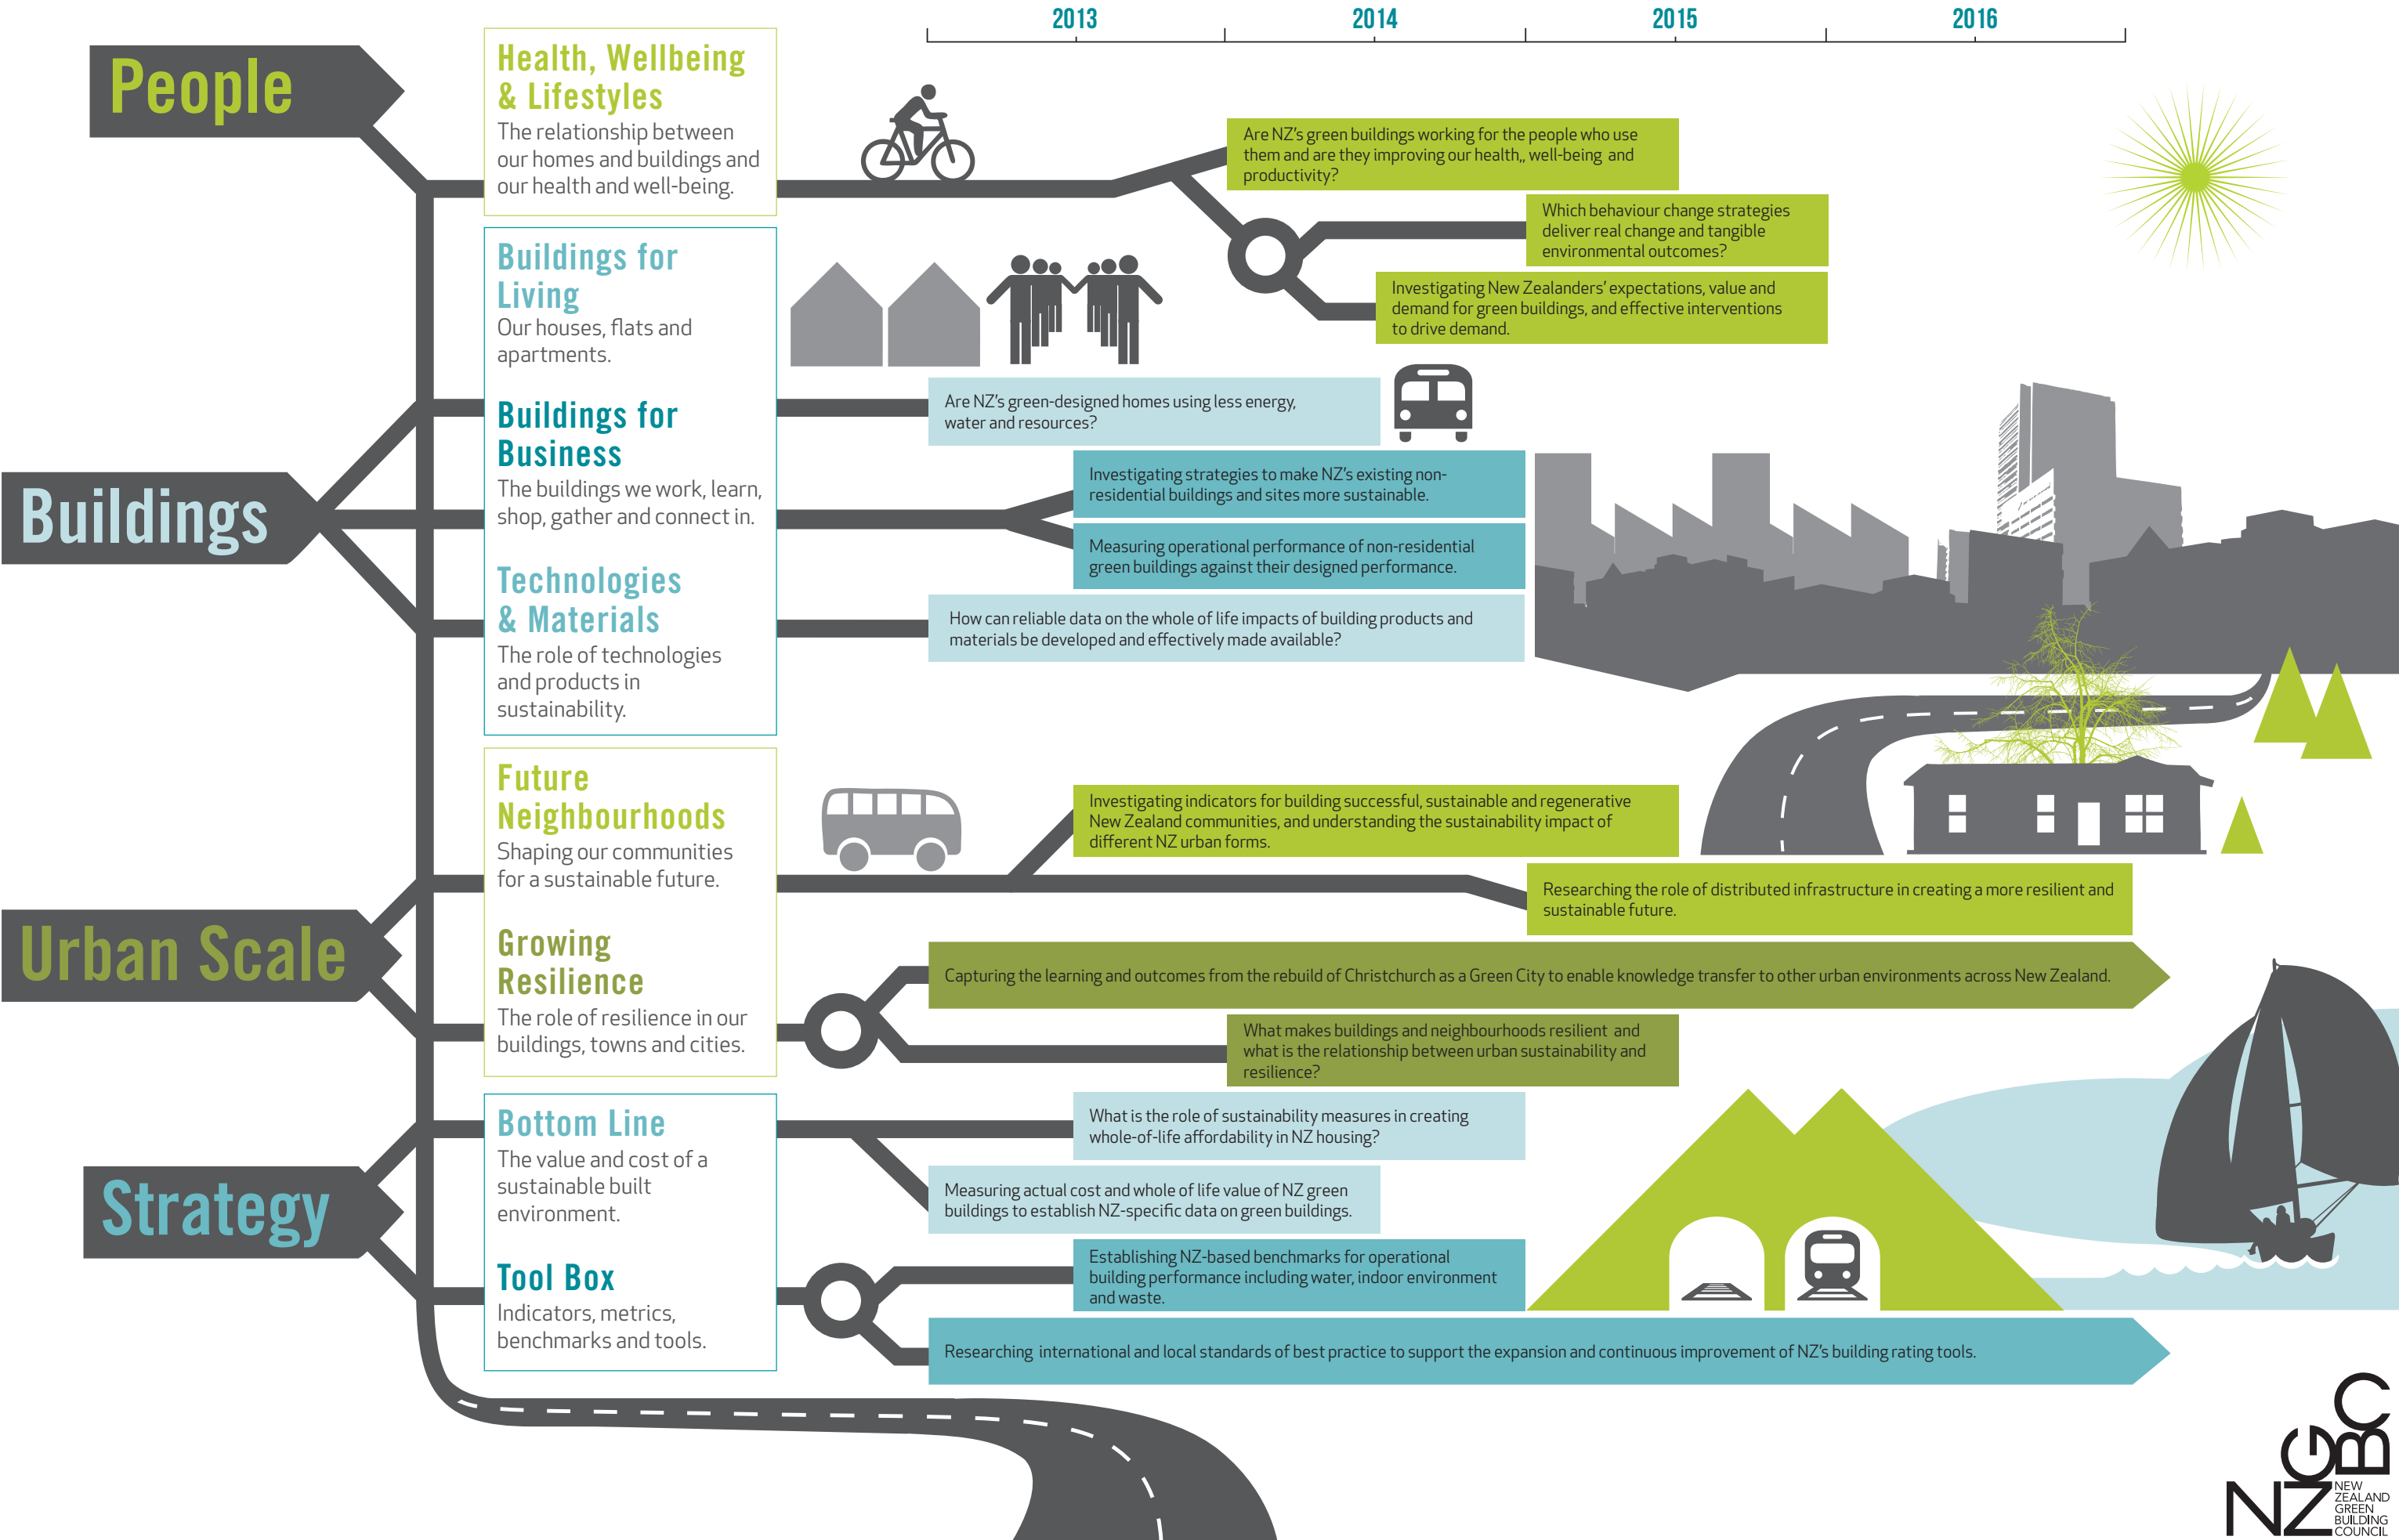 2013
2014
2015
2016
People
Health, Wellbeing
& Lifestyles
The relationship between
our homes and buildings and
our health and well-being.
Are NZ's green buildings working for the people who use
them and are they improving our health,, well-being and
productivity?
Which behaviour change strategies
deliver real change and tangible
environmental outcomes?
Investigating New Zealanders' expectations, value and
demand for green buildings, and effective interventions
to drive demand.
Buildings
Buildings for
Living
Our houses, flats and
apartments.
Buildings for
Business
The buildings we work, learn,
shop, gather and connect in.
Technologies
& Materials
The role of technologies
and products in
sustainability.
Are NZ's green-designed homes using less energy,
water and resources?
Investigating strategies to make NZ's existing non-
residential buildings and sites more sustainable.
Measuring operational performance of non-residential
green buildings against their designed performance.
How can reliable data on the whole of life impacts of building products and
materials be developed and effectively made available?
Urban Scale
Future
Neighbourhoods
Shaping our communities
for a sustainable future.
Growing
Resilience
The role of resilience in our
buildings, towns and cities.
Investigating indicators for building successful, sustainable and regenerative
New Zealand communities, and understanding the sustainability impact of
different NZ urban forms.
Researching the role of distributed infrastructure in creating a more resilient and
sustainable future.
Capturing the learning and outcomes from the rebuild of Christchurch as a Green City to enable knowledge transfer to other urban environments across New Zealand.
What makes buildings and neighbourhoods resilient and
what is the relationship between urban sustainability and
resilience?
Strategy
Bottom Line
The value and cost of a
sustainable built
environment.
Tool Box
Indicators, metrics,
benchmarks and tools.
What is the role of sustainability measures in creating
whole-of-life affordability in NZ housing?
Measuring actual cost and whole of life value of NZ green
buildings to establish NZ-specific data on green buildings.
Establishing NZ-based benchmarks for operational
building performance including water, indoor environment
and waste.
Researching international and local standards of best practice to support the expansion and continuous improvement of NZ's building rating tools.
NZGBC
NEW
ZEALAND
GREEN
BUILDING
COUNCIL